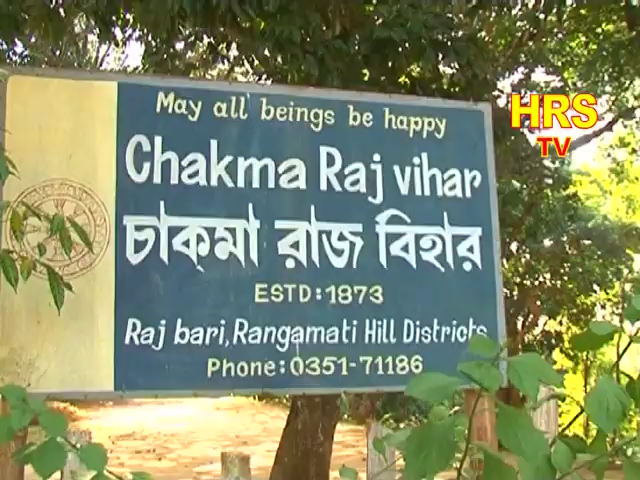 May all beings be happy
Chakma Raj vihar
চাক্‌মা রাজ বিহার
ESTD:1873
Raj bari, Rangamati Hill Districts
Phone:0351-71186
HRS
TV